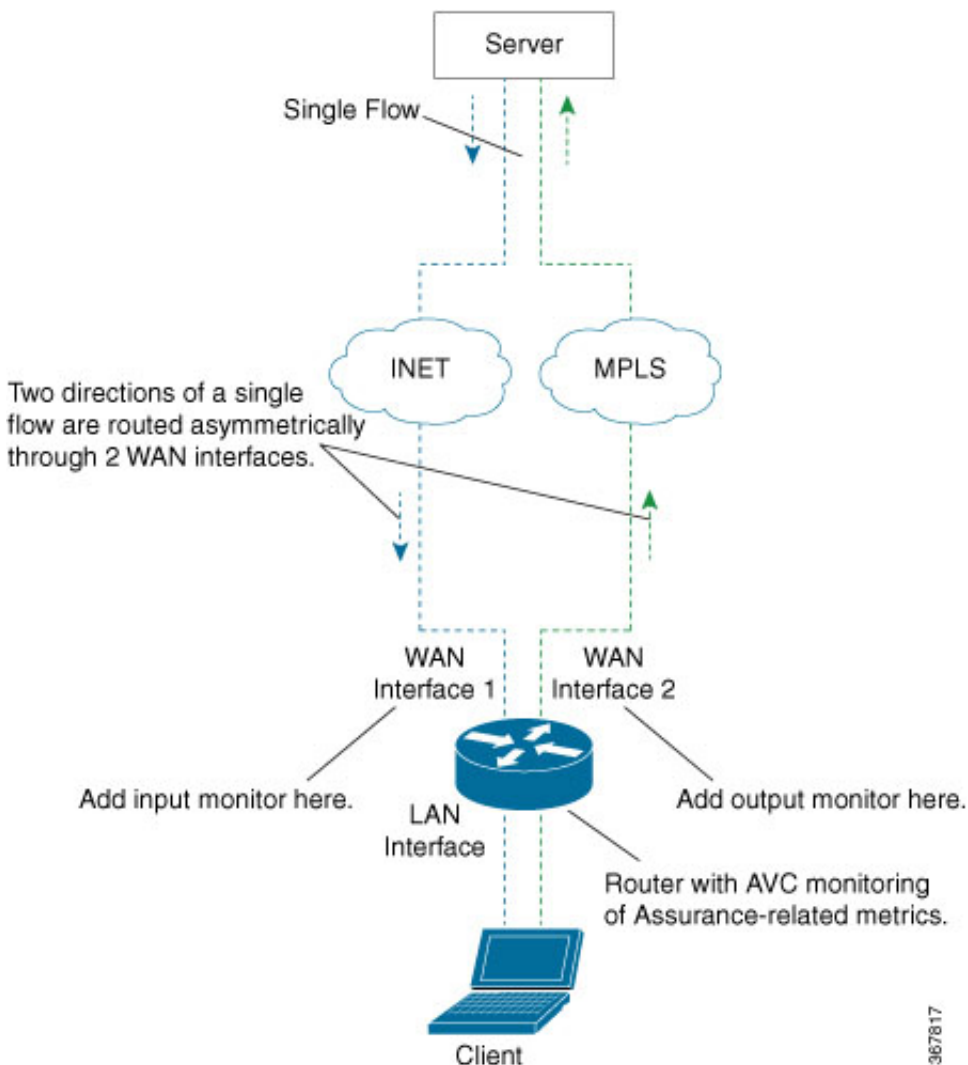 Server
Single Flow
INET
MPLS
Two directions of a single
flow are routed asymmetrically
through 2 WAN interfaces.
WAN
Interface 1
WAN
Interface 2
Add input monitor here.
Add output monitor here.
LAN
Interface
Router with AVC monitoring
of Assurance-related metrics.
Client
367817